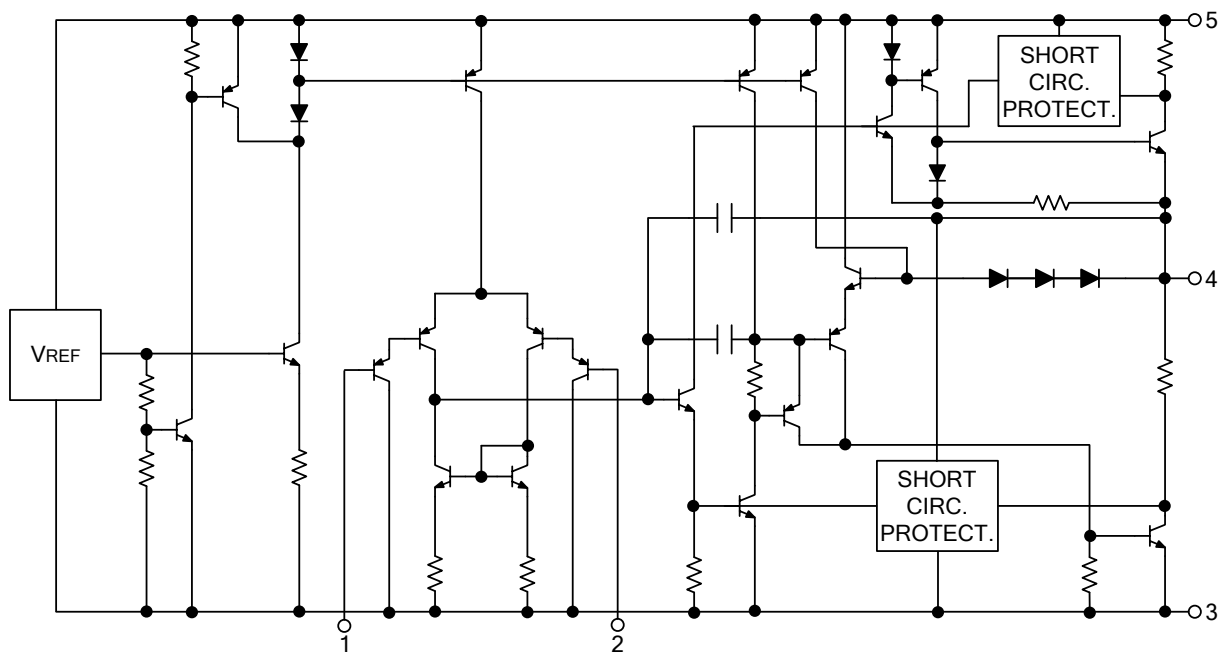 5
SHORT
CIRC.
PROTECT.
4
VREF
SHORT
CIRC.
PROTECT.
3
1
2